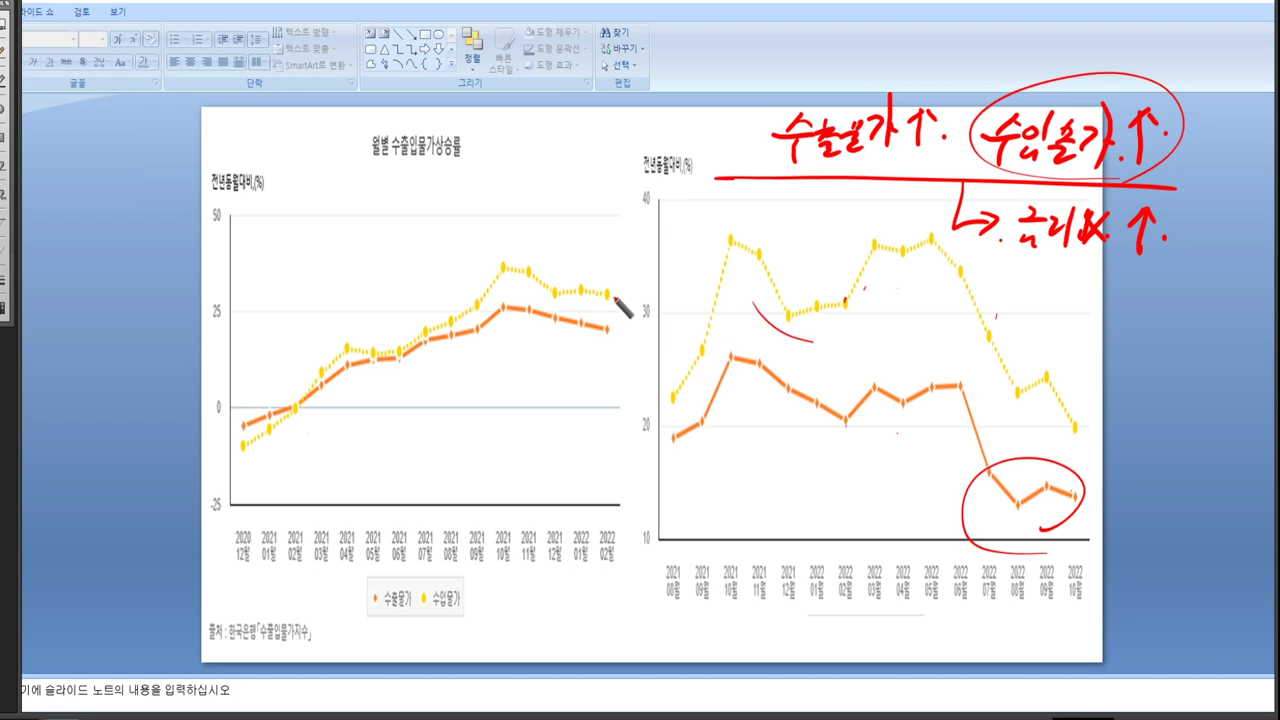 라이드 쇼 검토 보기
텍스트 방향
텍스트 맞춤
SmartArt로 변환
글꼴
단락
정렬
빠른
스타일
도형 채우기
도형 윤곽선
도형 효과
그리기
찾기
바꾸기
선택
편집
월별 수출입물가상승률
전년동월대비,(%)
50
25
0
-25
2020 12월 2021 01월 2021 02월 2021 03월 2021 04월 2021 05월 2021 06월 2021 07월 2021 08월 2021 09월 2021 10월 2021 11월 2021 12월 2022 01월 2022 02월
수출물가 수입물가
출처 : 한국은행「수출입물가지수」
수출물가↑. 수입물가.↑.
↑.
전년동월대비,(%)
40
30
20
10
2021 08월 2021 09월 2021 10월 2021 11월 2021 12월 2022 01월 2022 02월 2022 03월 2022 04월 2022 05월 2022 06월 2022 07월 2022 08월 2022 09월 2022 10월
기에 슬라이드 노트의 내용을 입력하십시오